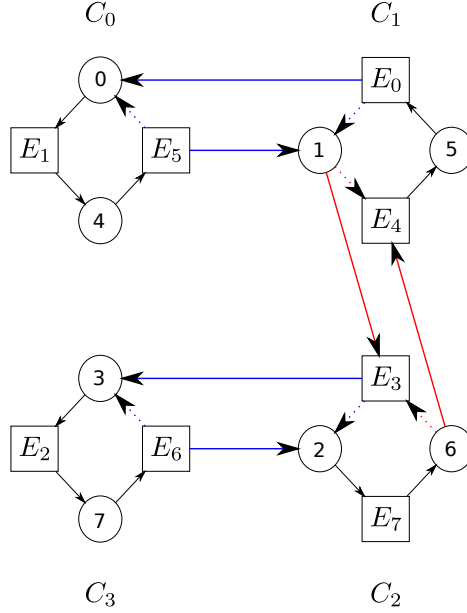 C₀ C₁
0 E₀
E₁ E₅ 1 5
4 E₄
3 E₃
E₂ E₆ 2 6
7 E₇
C₃ C₂